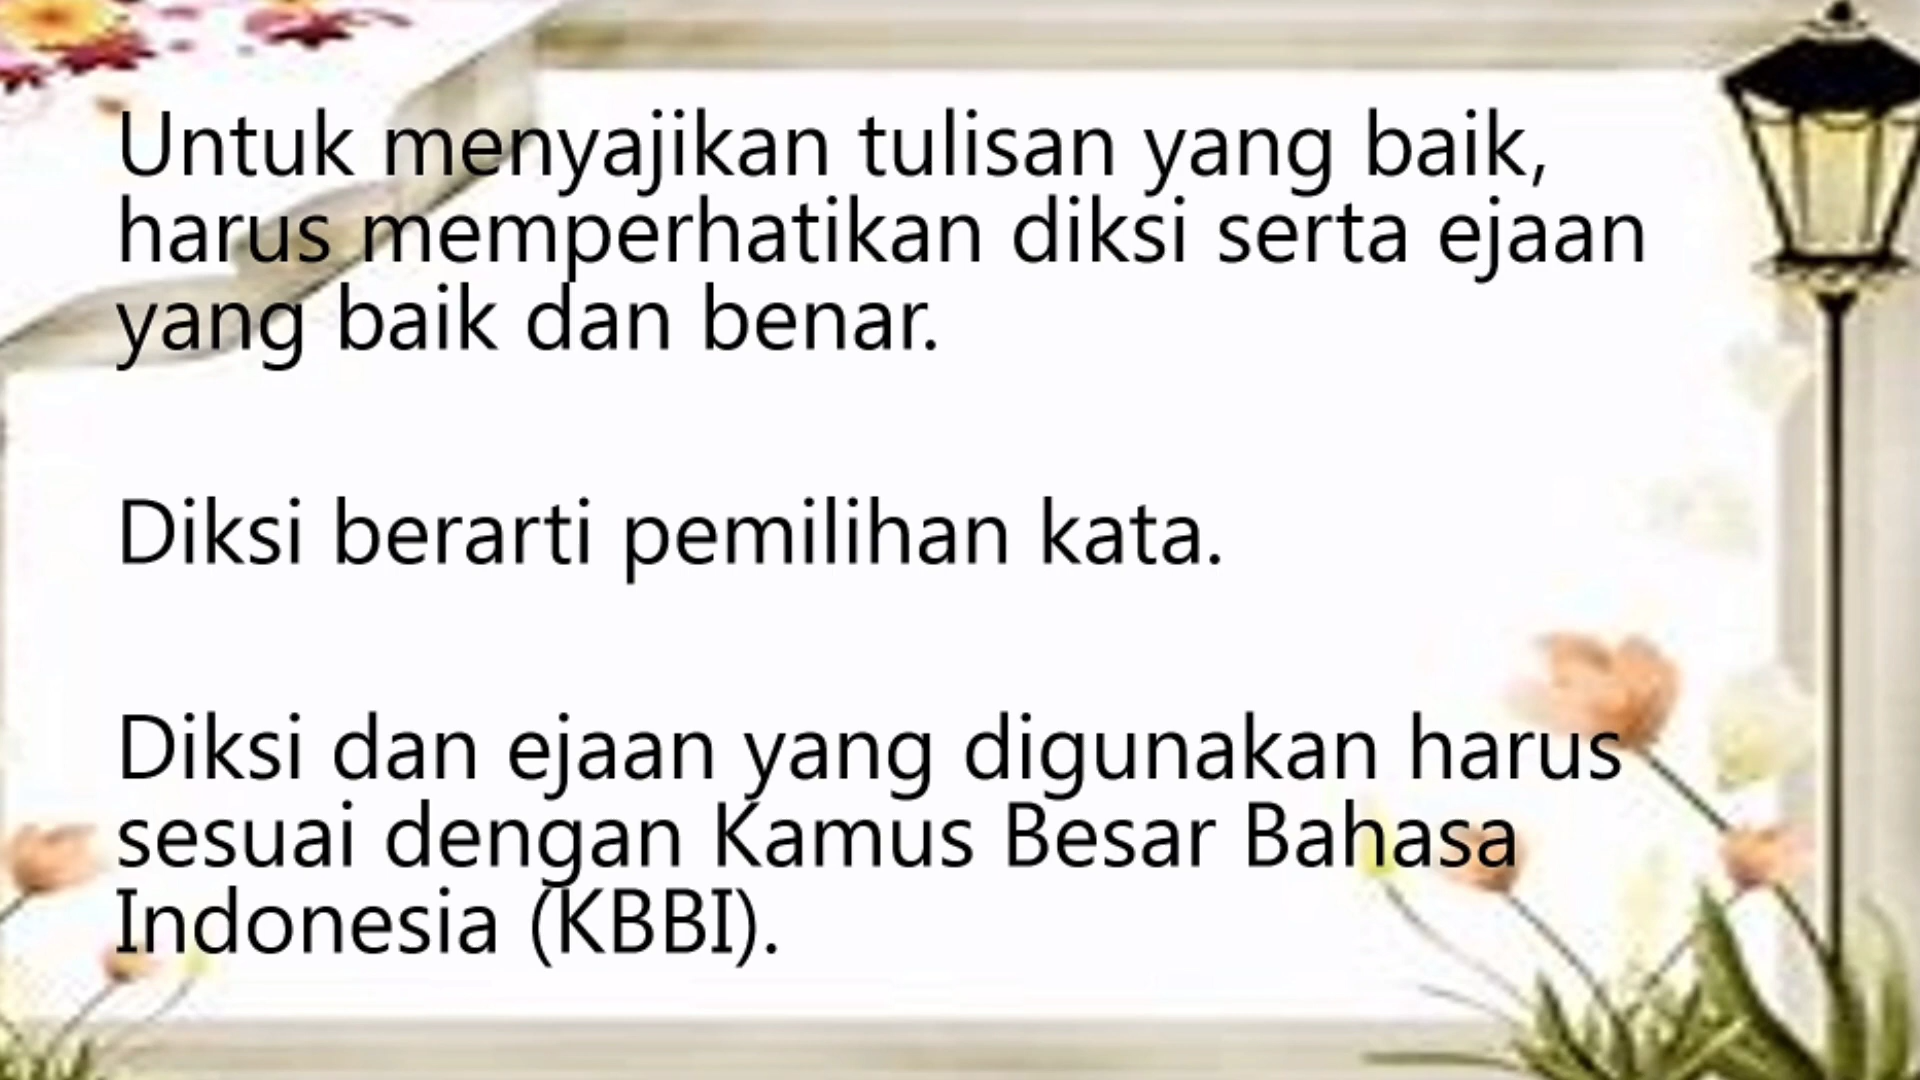 Untuk menyajikan tulisan yang baik,
harus memperhatikan diksi serta ejaan
yang baik dan benar.
Diksi berarti pemilihan kata.
Diksi dan ejaan yang digunakan harus
sesuai dengan Kamus Besar Bahasa
Indonesia (KBBI).